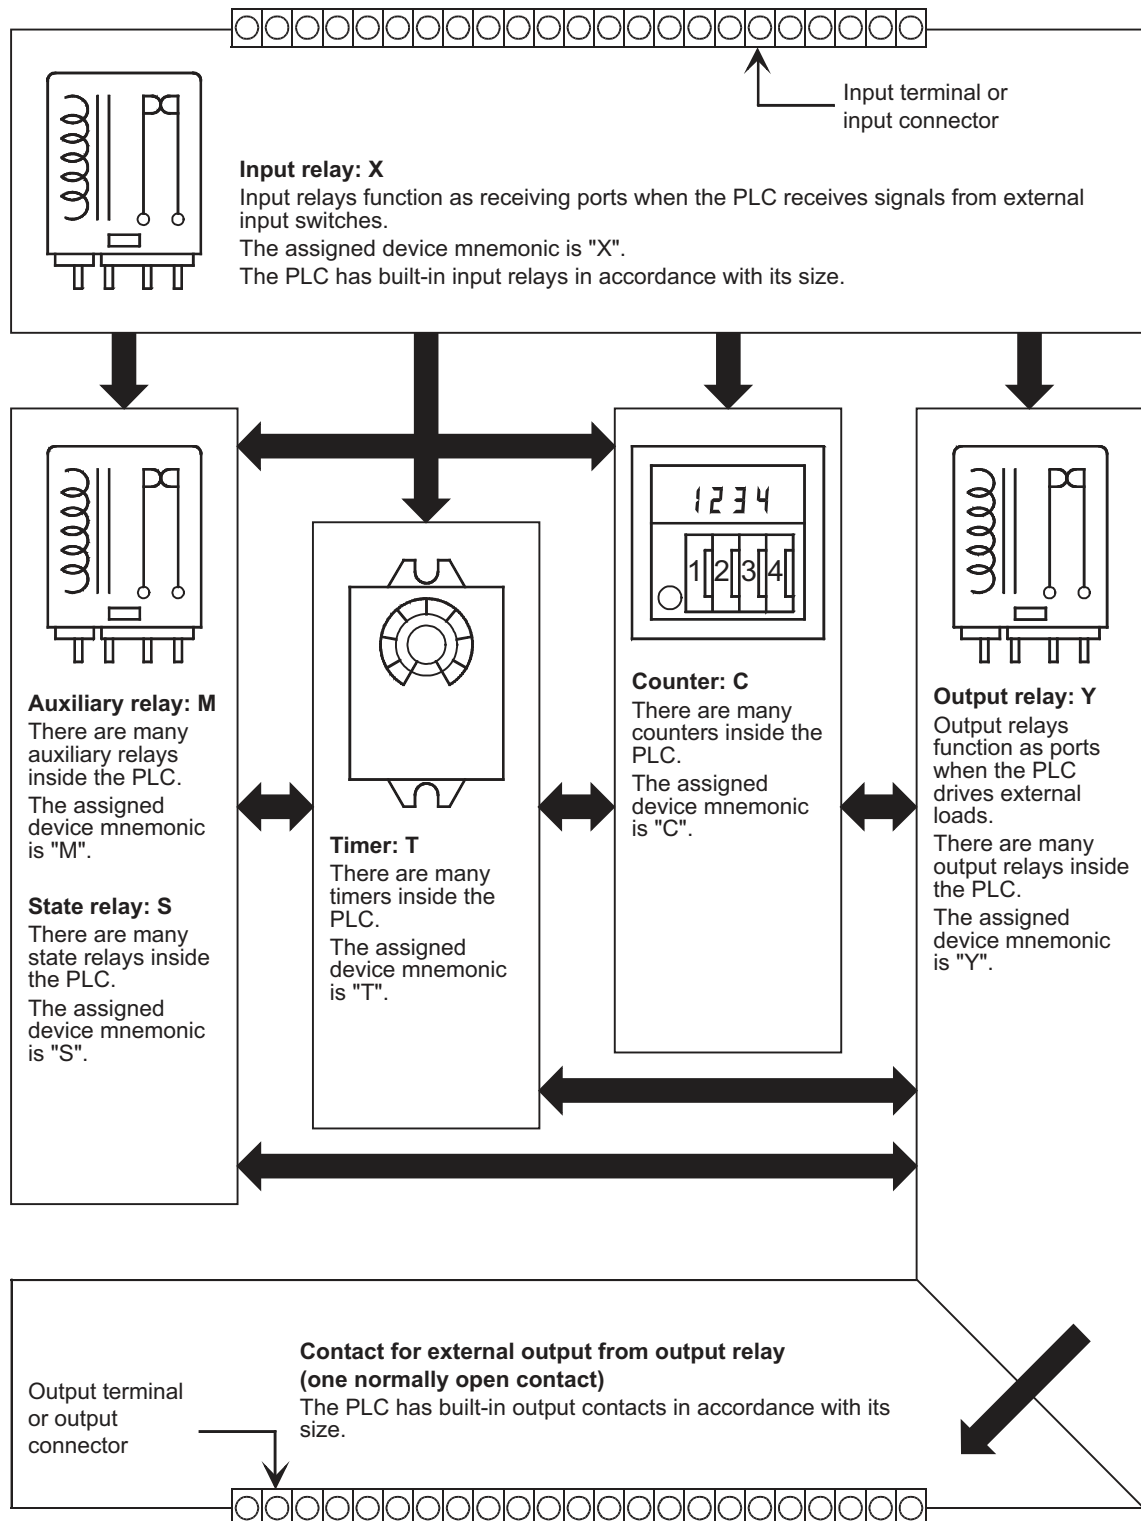 Input terminal or
input connector
Input relay: X
Input relays function as receiving ports when the PLC receives signals from external
input switches.
The assigned device mnemonic is "X".
The PLC has built-in input relays in accordance with its size.
Auxiliary relay: M
There are many
auxiliary relays
inside the PLC.
The assigned
device mnemonic
is "M".
State relay: S
There are many
state relays inside
the PLC.
The assigned
device mnemonic
is "S".
Timer: T
There are many
timers inside the
PLC.
The assigned
device mnemonic
is "T".
1234
1 2 3 4
Counter: C
There are many
counters inside the
PLC.
The assigned
device mnemonic
is "C".
Output relay: Y
Output relays
function as ports
when the PLC
drives external
loads.
There are many
output relays inside
the PLC.
The assigned
device mnemonic
is "Y".
Contact for external output from output relay
(one normally open contact)
The PLC has built-in output contacts in accordance with its
size.
Output terminal
or output
connector